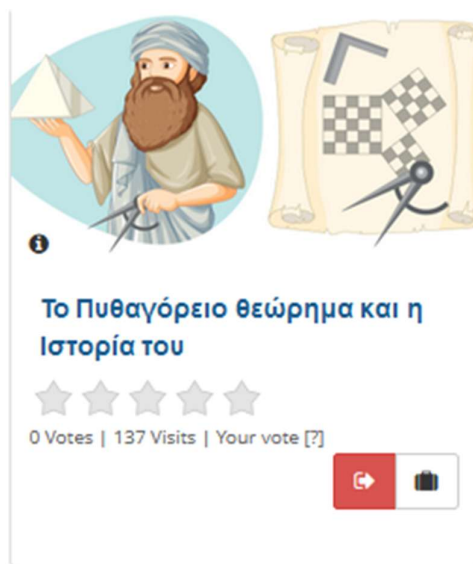 Το Πυθαγόρειο θεώρημα και η
Ιστορία του
0 Votes | 137 Visits | Your vote [?]